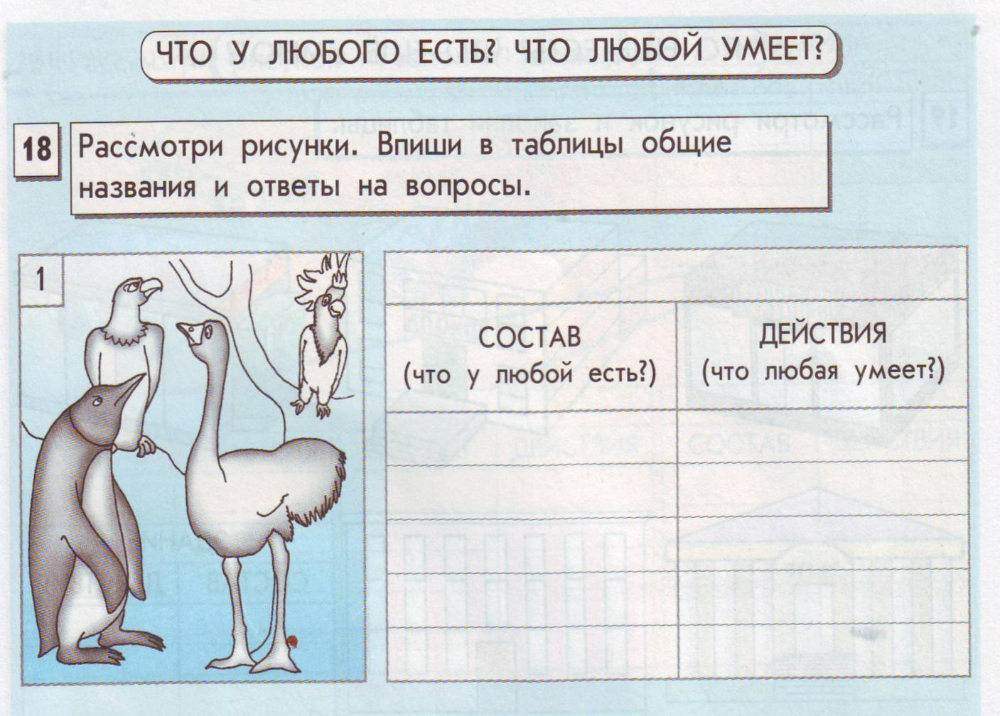 ЧТО У ЛЮБОГО ЕСТЬ? ЧТО ЛЮБОЙ УМЕЕТ?
18
Рассмотри рисунки. Впиши в таблицы общие
названия и ответы на вопросы.
1
СОСТАВ
(что у любой есть?)
ДЕЙСТВИЯ
(что любая умеет?)